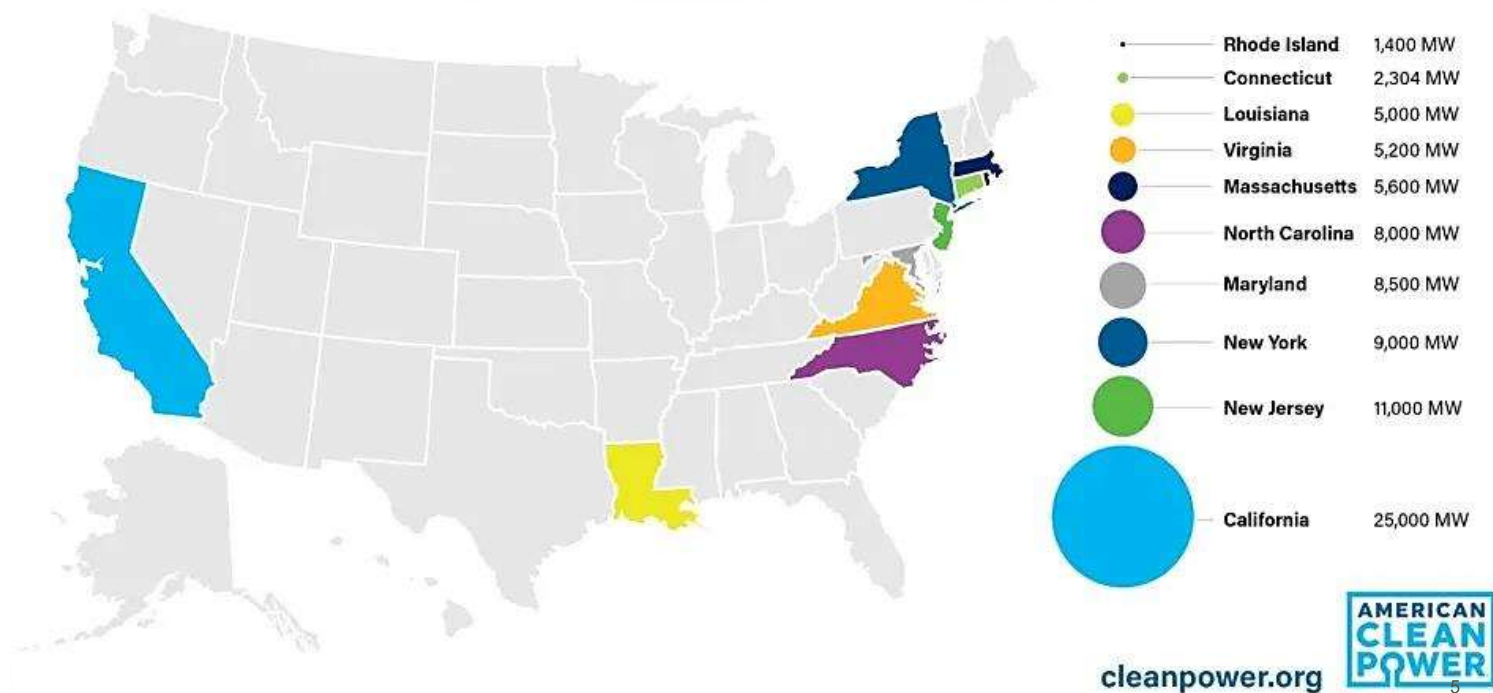 Rhode Island 1,400 MW
Connecticut 2,304 MW
Louisiana 5,000 MW
Virginia 5,200 MW
Massachusetts 5,600 MW
North Carolina 8,000 MW
Maryland 8,500 MW
New York 9,000 MW
New Jersey 11,000 MW
California 25,000 MW
cleanpower.org
AMERICAN
CLEAN
POWER
5